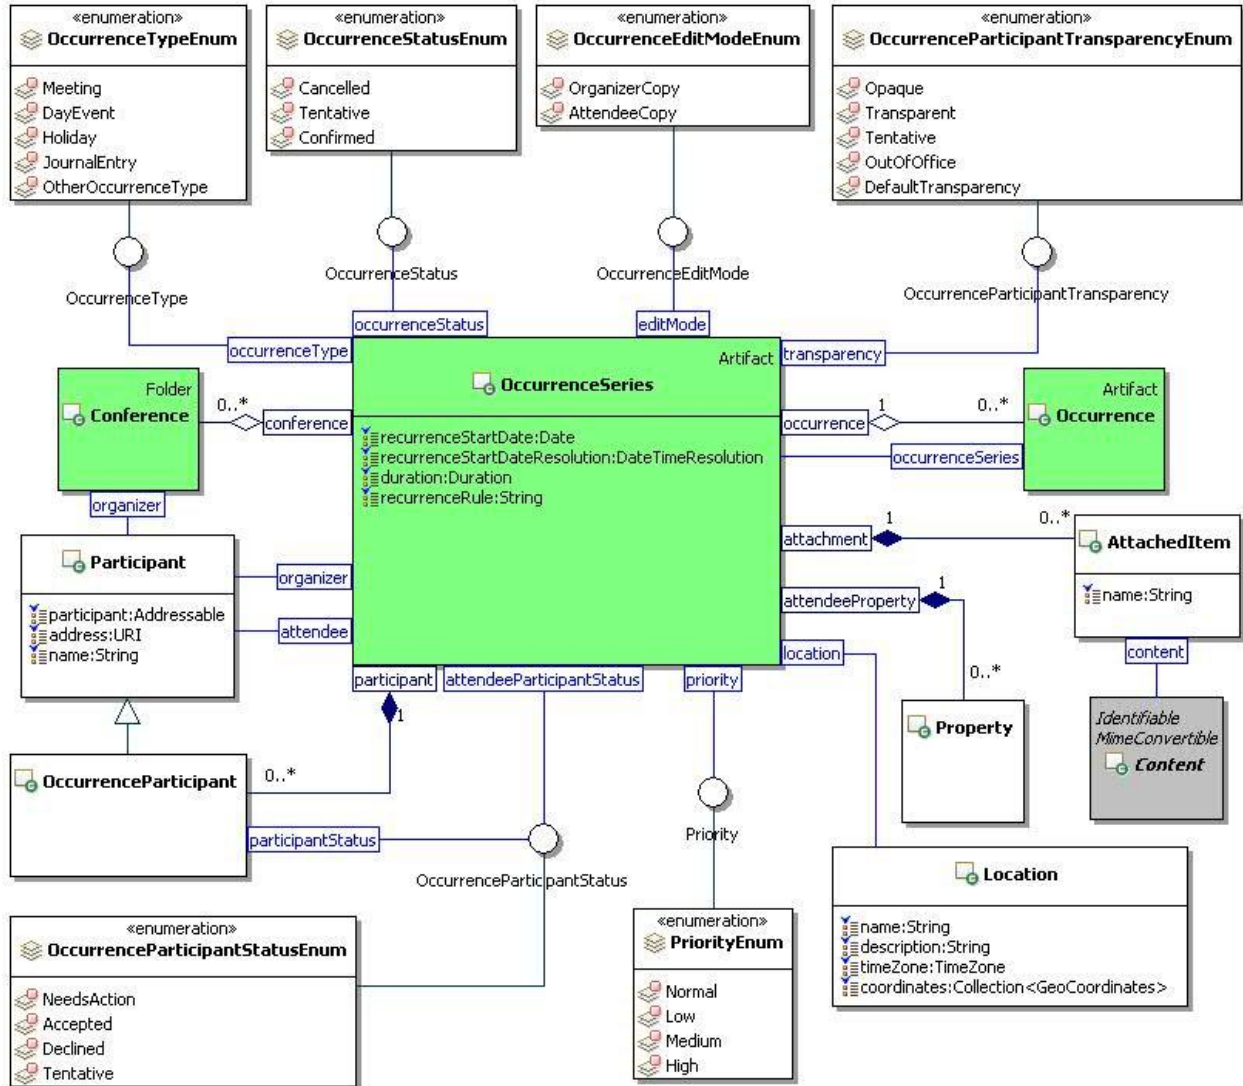 «enumeration»
OccurrenceTypeEnum
Meeting
DayEvent
Holiday
JournalEntry
OtherOccurrenceType
«enumeration»
OccurrenceStatusEnum
Cancelled
Tentative
Confirmed
«enumeration»
OccurrenceEditModeEnum
OrganizerCopy
AttendeeCopy
«enumeration»
OccurrenceParticipantTransparencyEnum
Opaque
Transparent
Tentative
OutOfOffice
DefaultTransparency
OccurrenceType
OccurrenceStatus
OccurrenceEditMode
OccurrenceParticipantTransparency
occurrenceType
occurrenceStatus
editMode
transparency
Folder
Conference
0..*
conference
Artifact
OccurrenceSeries
recurrenceStartDate:Date
recurrenceStartDateResolution:DateTimeResolution
duration:Duration
recurrenceRule:String
occurrence
1
0..*
occurrenceSeries
Artifact
Occurrence
organizer
Participant
participant:Addressable
address:URI
name:String
organizer
attendee
attachment
1
0..*
AttachedItem
name:String
attendeeProperty
1
0..*
location
content
participant
1
attendeeParticipantStatus
priority
Property
Identifiable
MimeConvertible
Content
OccurrenceParticipant
0..*
participantStatus
OccurrenceParticipantStatus
Priority
Location
name:String
description:String
timeZone:TimeZone
coordinates:Collection<GeoCoordinates>
«enumeration»
OccurrenceParticipantStatusEnum
NeedsAction
Accepted
Declined
Tentative
«enumeration»
PriorityEnum
Normal
Low
Medium
High